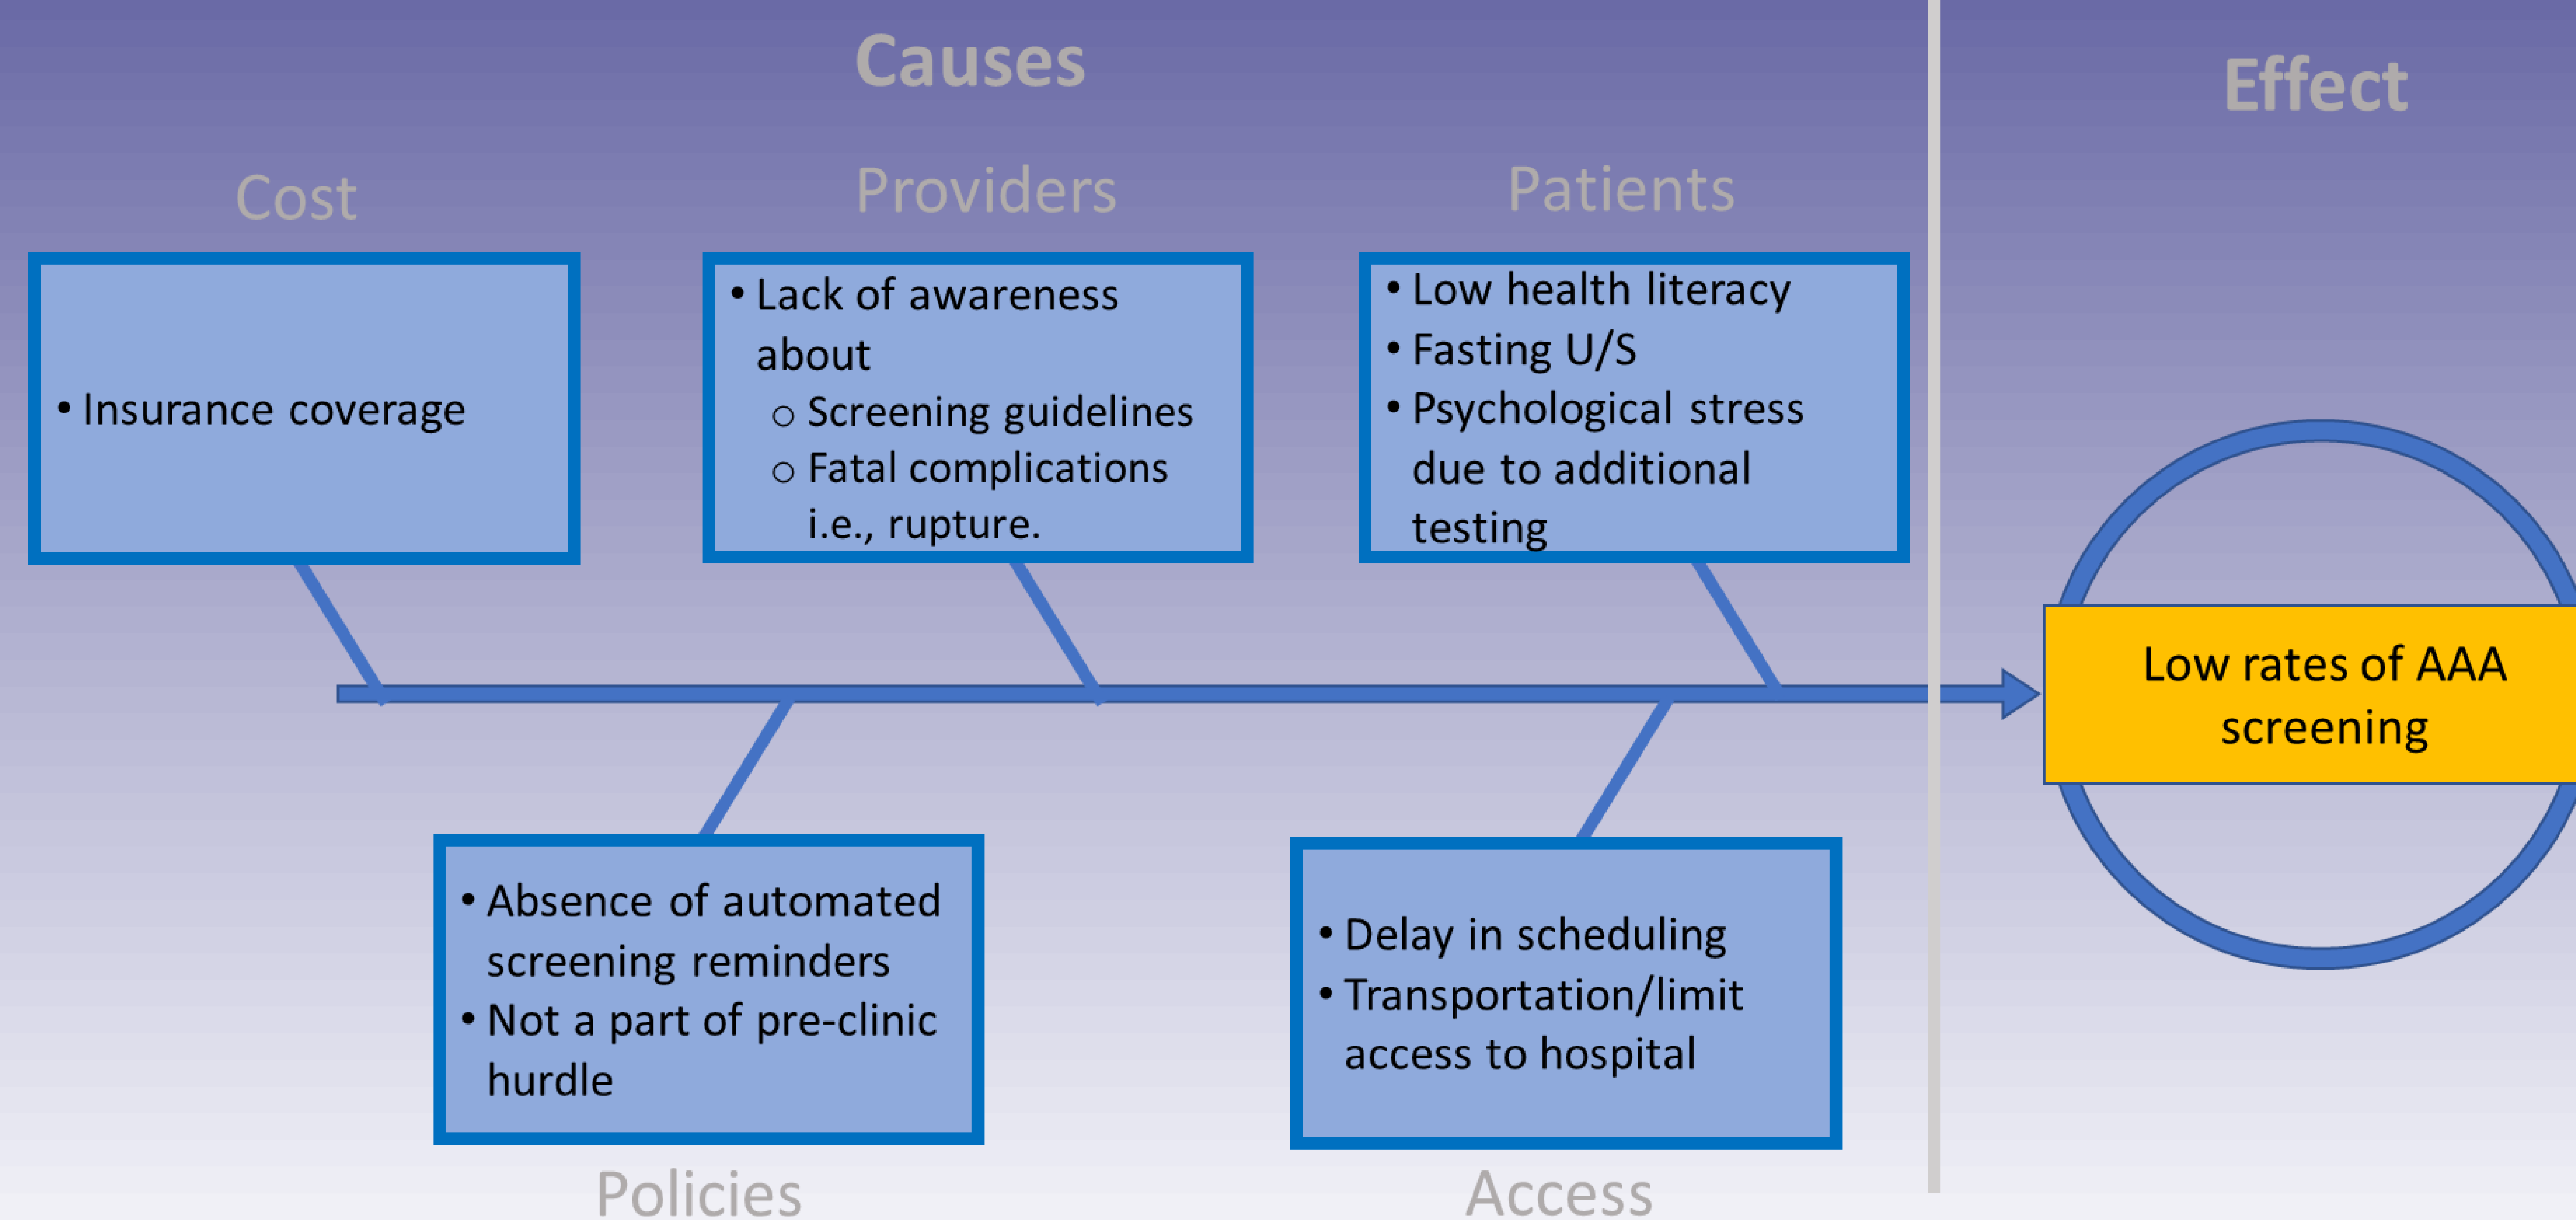 Causes
Effect
Cost
Providers
Patients
• Insurance coverage
• Lack of awareness
about
o Screening guidelines
o Fatal complications
i.e., rupture.
• Low health literacy
• Fasting U/S
• Psychological stress
due to additional
testing
Low rates of AAA
screening
• Absence of automated
screening reminders
• Not a part of pre-clinic
hurdle
• Delay in scheduling
• Transportation/limit
access to hospital
Policies
Access